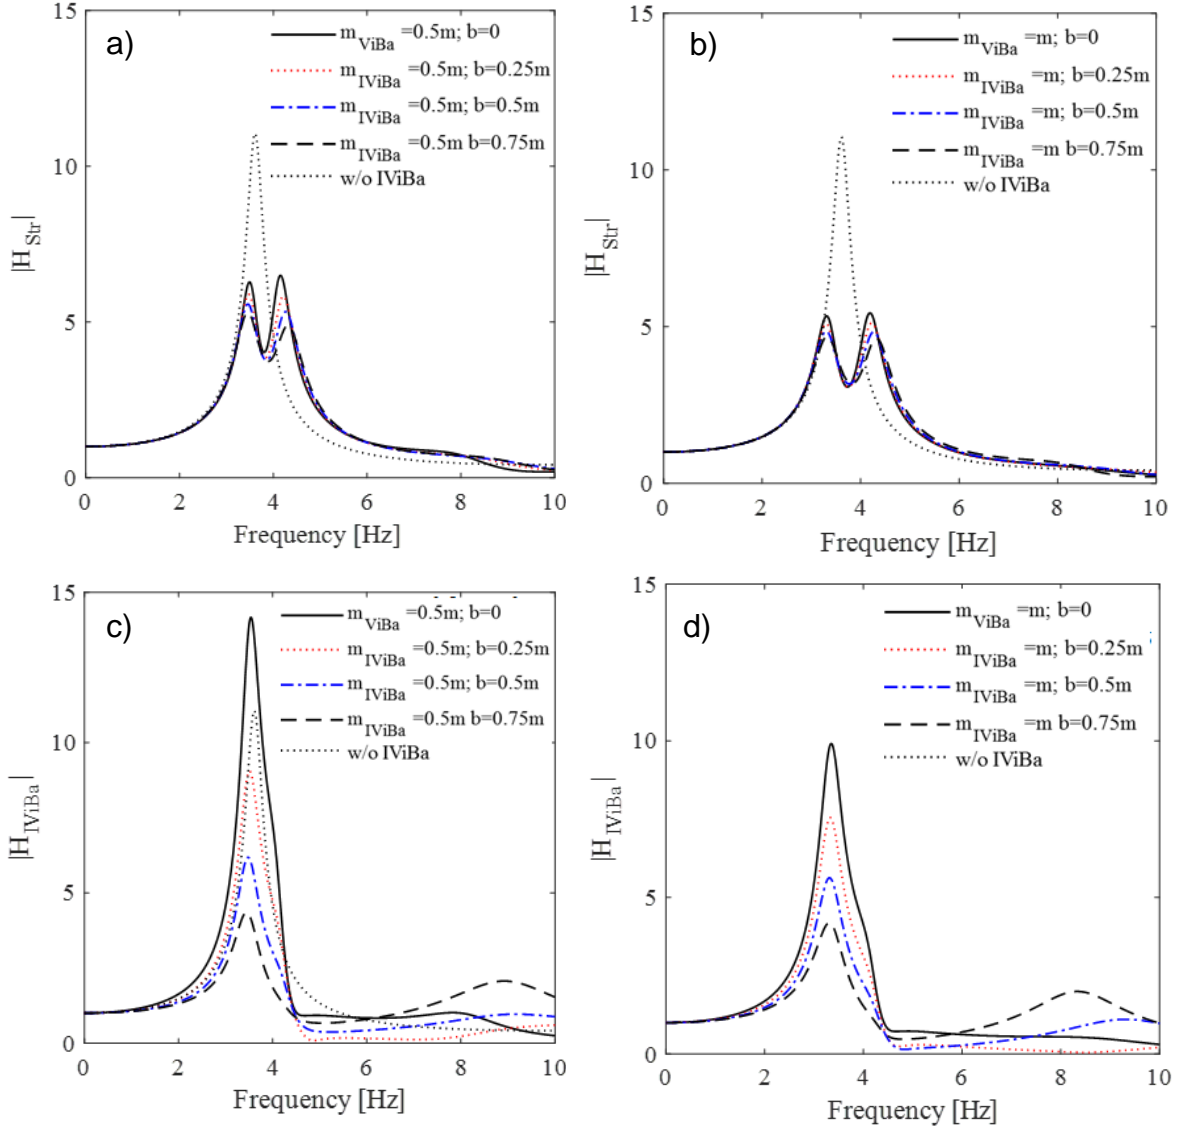 a)
m_ViBa =0.5m; b=0
m_IViBa =0.5m; b=0.25m
m_IViBa =0.5m; b=0.5m
m_IViBa =0.5m b=0.75m
w/o IViBa
15
10
5
0
|H_Str|
0 2 4 6 8 10
Frequency [Hz]
b)
m_ViBa =m; b=0
m_IViBa =m; b=0.25m
m_IViBa =m; b=0.5m
m_IViBa =m b=0.75m
w/o IViBa
15
10
5
0
|H_Str|
0 2 4 6 8 10
Frequency [Hz]
c)
m_ViBa =0.5m; b=0
m_IViBa =0.5m; b=0.25m
m_IViBa =0.5m; b=0.5m
m_IViBa =0.5m b=0.75m
w/o IViBa
15
10
5
0
|H_IViBa|
0 2 4 6 8 10
Frequency [Hz]
d)
m_ViBa =m; b=0
m_IViBa =m; b=0.25m
m_IViBa =m; b=0.5m
m_IViBa =m b=0.75m
w/o IViBa
15
10
5
0
|H_IViBa|
0 2 4 6 8 10
Frequency [Hz]